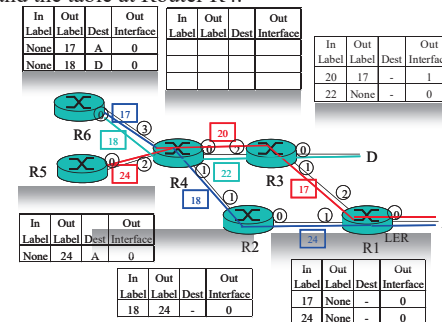 and the table at Router R4.
In Out Out
Label Label Dest Interface
None 17 A 0
None 18 D 0
In Out Out
Label Label Dest Interface
In Out Out
Label Label Dest Interface
20 17 - 1
22 None - 0
17
20
R6
0
3
18
0
2
D
R5
0
24
2
R4
22
R3
1
1
18
17
1
2
0
1
0
R2
24
R1
LER
In Out Out
Label Label Dest Interface
None 24 A 0
In Out Out
Label Label Dest Interface
18 24 - 0
In Out Out
Label Label Dest Interface
17 None - 0
24 None - 0